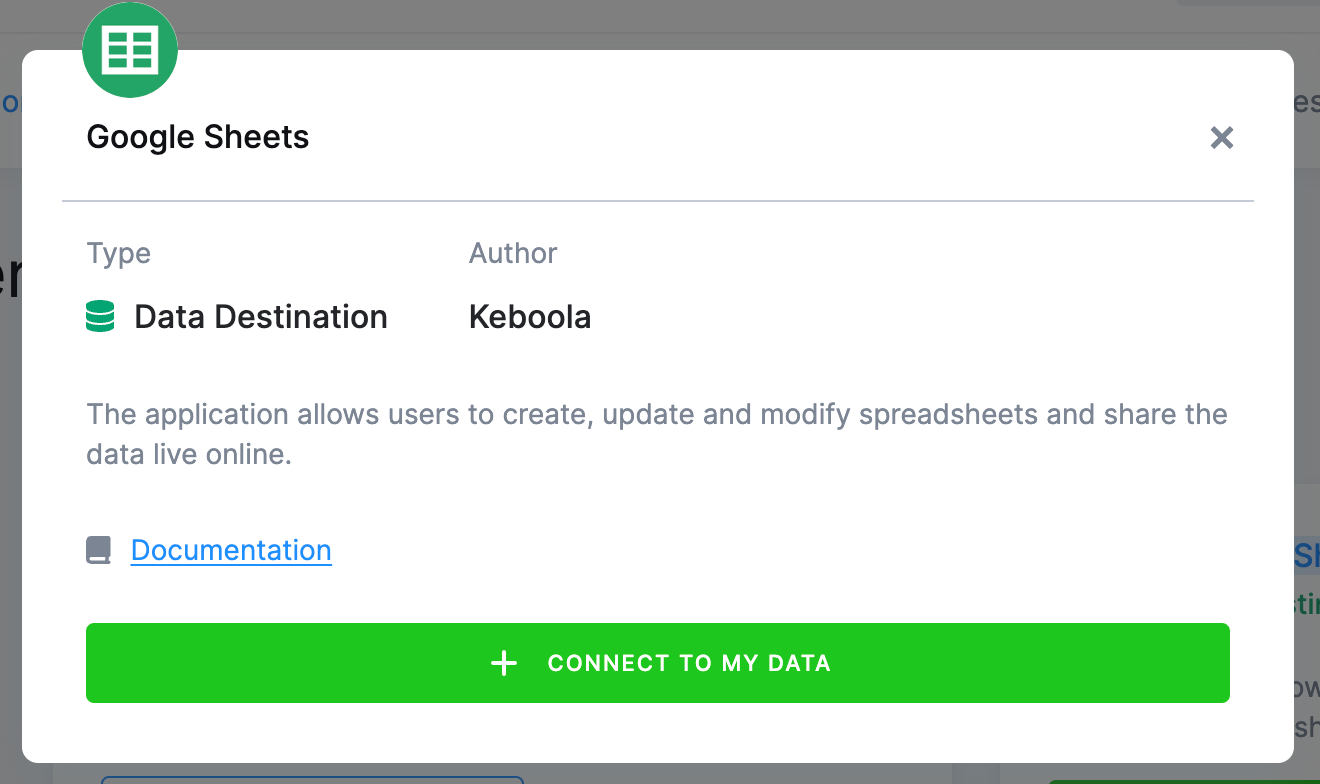 Google Sheets
Type
Author
Data Destination
Keboola
The application allows users to create, update and modify spreadsheets and share the
data live online.
Documentation
CONNECT TO MY DATA